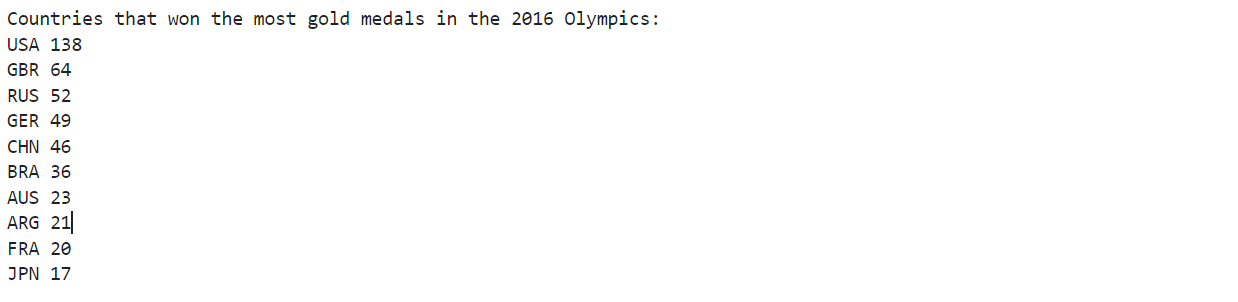 Countries that won the most gold medals in the 2016 Olympics:
USA 138
GBR 64
RUS 52
GER 49
CHN 46
BRA 36
AUS 23
ARG 21
FRA 20
JPN 17